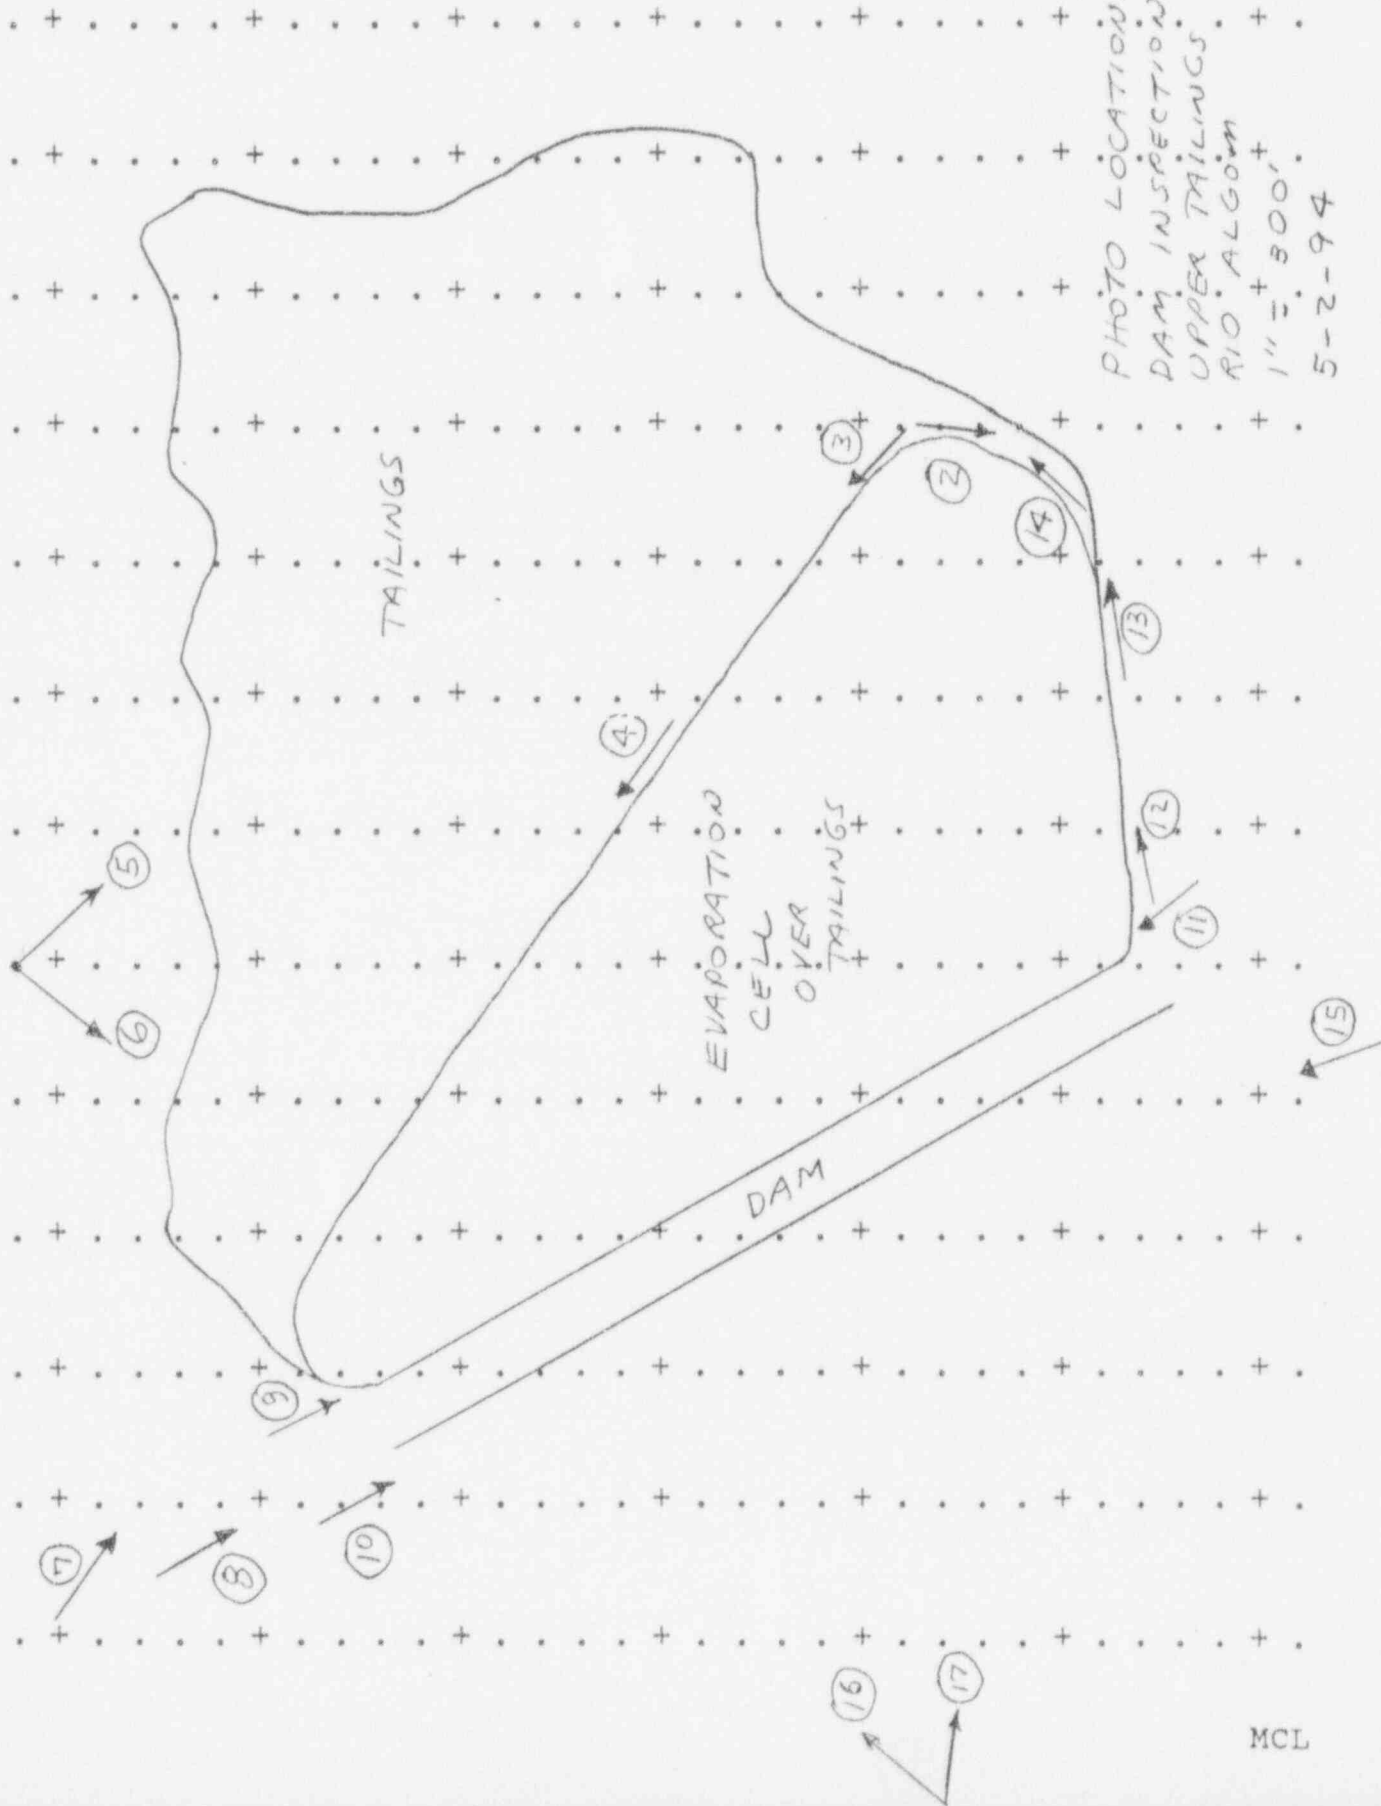 PHOTO LOCATION
DAM INSPECTION
UPPER TAILINGS
RIO ALGOM
1" = 300'
5-2-94
TAILINGS
EVAPORATION
CELL
OVER
TAILINGS
DAM
2
3
4
5
6
7
8
9
10
11
12
13
14
15
16
17
MCL